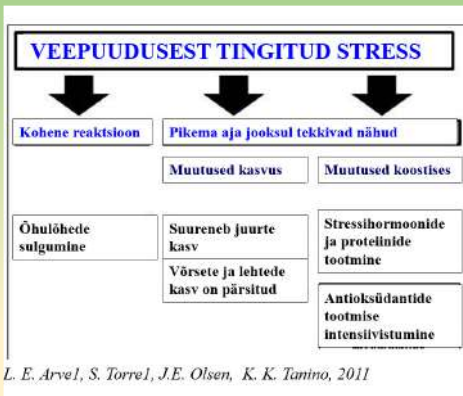 VEEPUUDUSEST TINGITUD STRESS
Kohene reaktsioon
Pikema aja jooksul tekkivad nähud
Muutused kasvus
Muutused koostises
Õhulõhede
sulgumine
Suureneb juurte
kasv
Võrsete ja lehtede
kasv on pärsitud
Stressihormoonide
ja proteiinide
tootmine
Antioksüdantide
tootmise
intensiivistumine
L. E. Arve1, S. Torre1, J.E. Olsen, K. K. Tanino, 2011